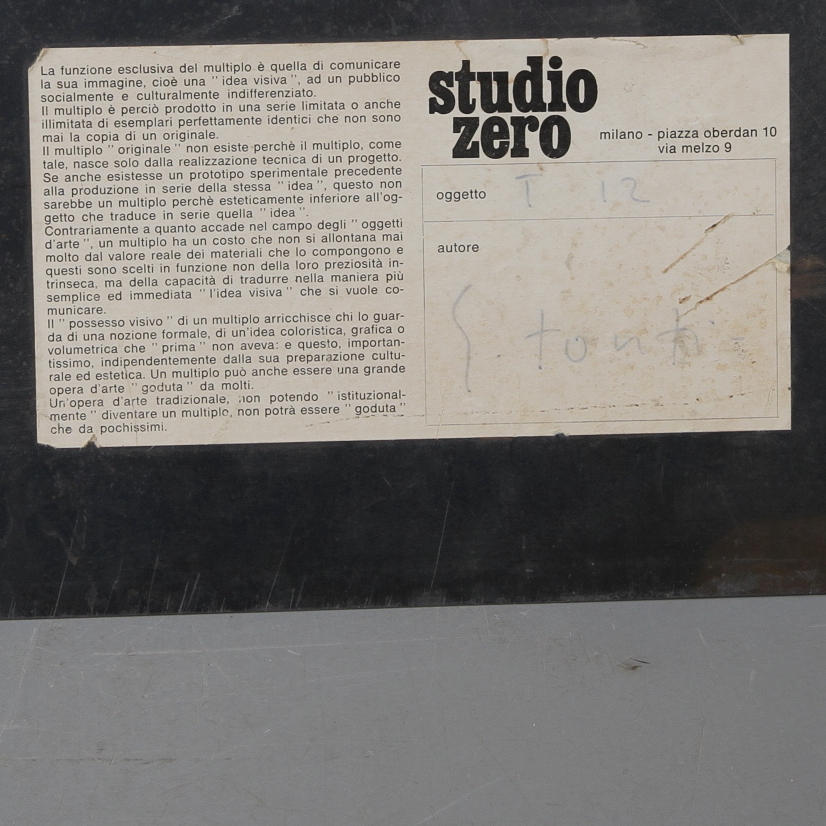 La funzione esclusiva del multiplo è quella di comunicare
la sua immagine, cioè una " idea visiva ", ad un pubblico
socialmente e culturalmente indifferenziato.
Il multiplo è perciò prodotto in una serie limitata o anche
illimitata di esemplari perfettamente identici che non sono
mai la copia di un originale.
Il multiplo " originale " non esiste perchè il multiplo, come
tale, nasce solo dalla realizzazione tecnica di un progetto.
Se anche esistesse un prototipo sperimentale precedente
alla produzione in serie della stessa " idea ", questo non
sarebbe un multiplo perchè esteticamente inferiore all'og-
getto che traduce in serie quella " idea ".
Contrariamente a quanto accade nel campo degli " oggetti
d'arte ", un multiplo ha un costo che non si allontana mai
molto dal valore reale dei materiali che lo compongono e
questi sono scelti in funzione non della loro preziosità in-
trinseca, ma della capacità di tradurre nella maniera più
semplice ed immediata " l'idea visiva " che si vuole co-
municare.
Il " possesso visivo " di un multiplo arricchisce chi lo guar-
da di una nozione formale, di un'idea coloristica, grafica o
volumetrica che " prima " non aveva: e questo, importan-
tissimo, indipendentemente dalla sua preparazione cultu-
rale ed estetica. Un multiplo può anche essere una grande
opera d'arte " goduta " da molti.
Un'opera d'arte tradizionale, non potendo " istituzional-
mente " diventare un multiplo, non potrà essere " goduta "
che da pochissimi.
studio
zero
milano - piazza oberdan 10
via melzo 9
oggetto T 12
autore